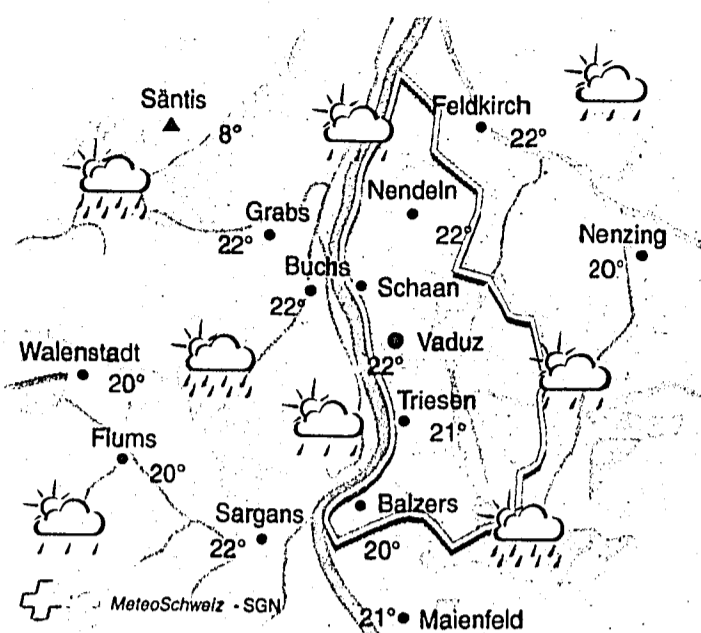 Säntis
8°
Feldkirch
22°
Nendeln
22°
Grabs
22°
Nenzing
20°
Buchs
22°
Schaan
Walenstadt
20°
Vaduz
22°
Triesen
21°
Flums
20°
Sargans
22°
Balzers
20°
MeteoSchweiz - SGN
21° Maienfeld